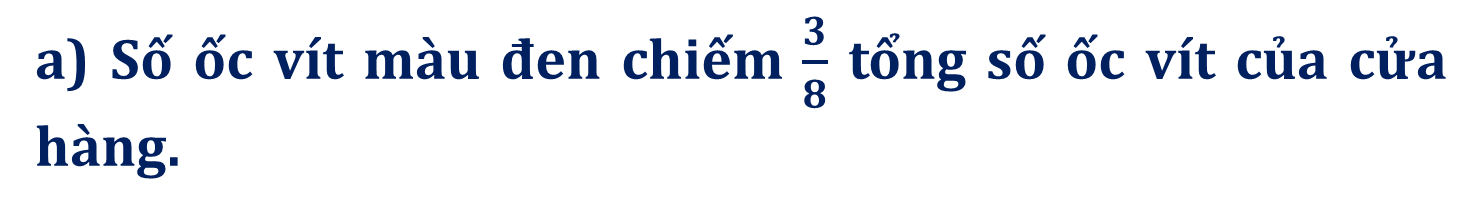 a) Số ốc vít màu đen chiếm 3/8 tổng số ốc vít của cửa
hàng.